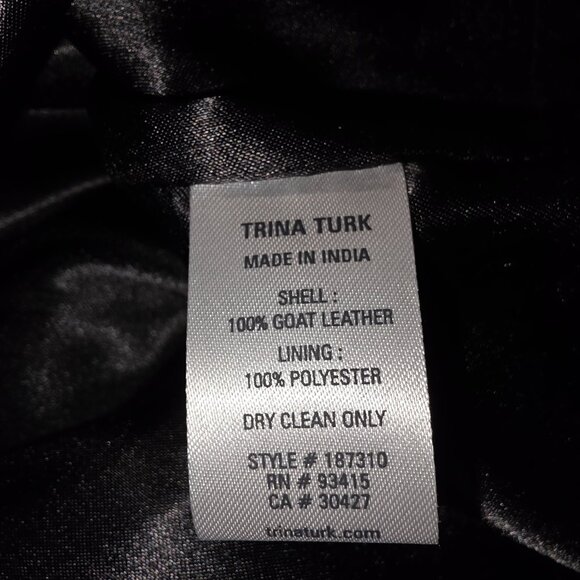 TRINA TURK
MADE IN INDIA
SHELL :
100% GOAT LEATHER
LINING :
100% POLYESTER
DRY CLEAN ONLY
STYLE # 187310
RN # 93415
CA # 30427
trinaturk.com